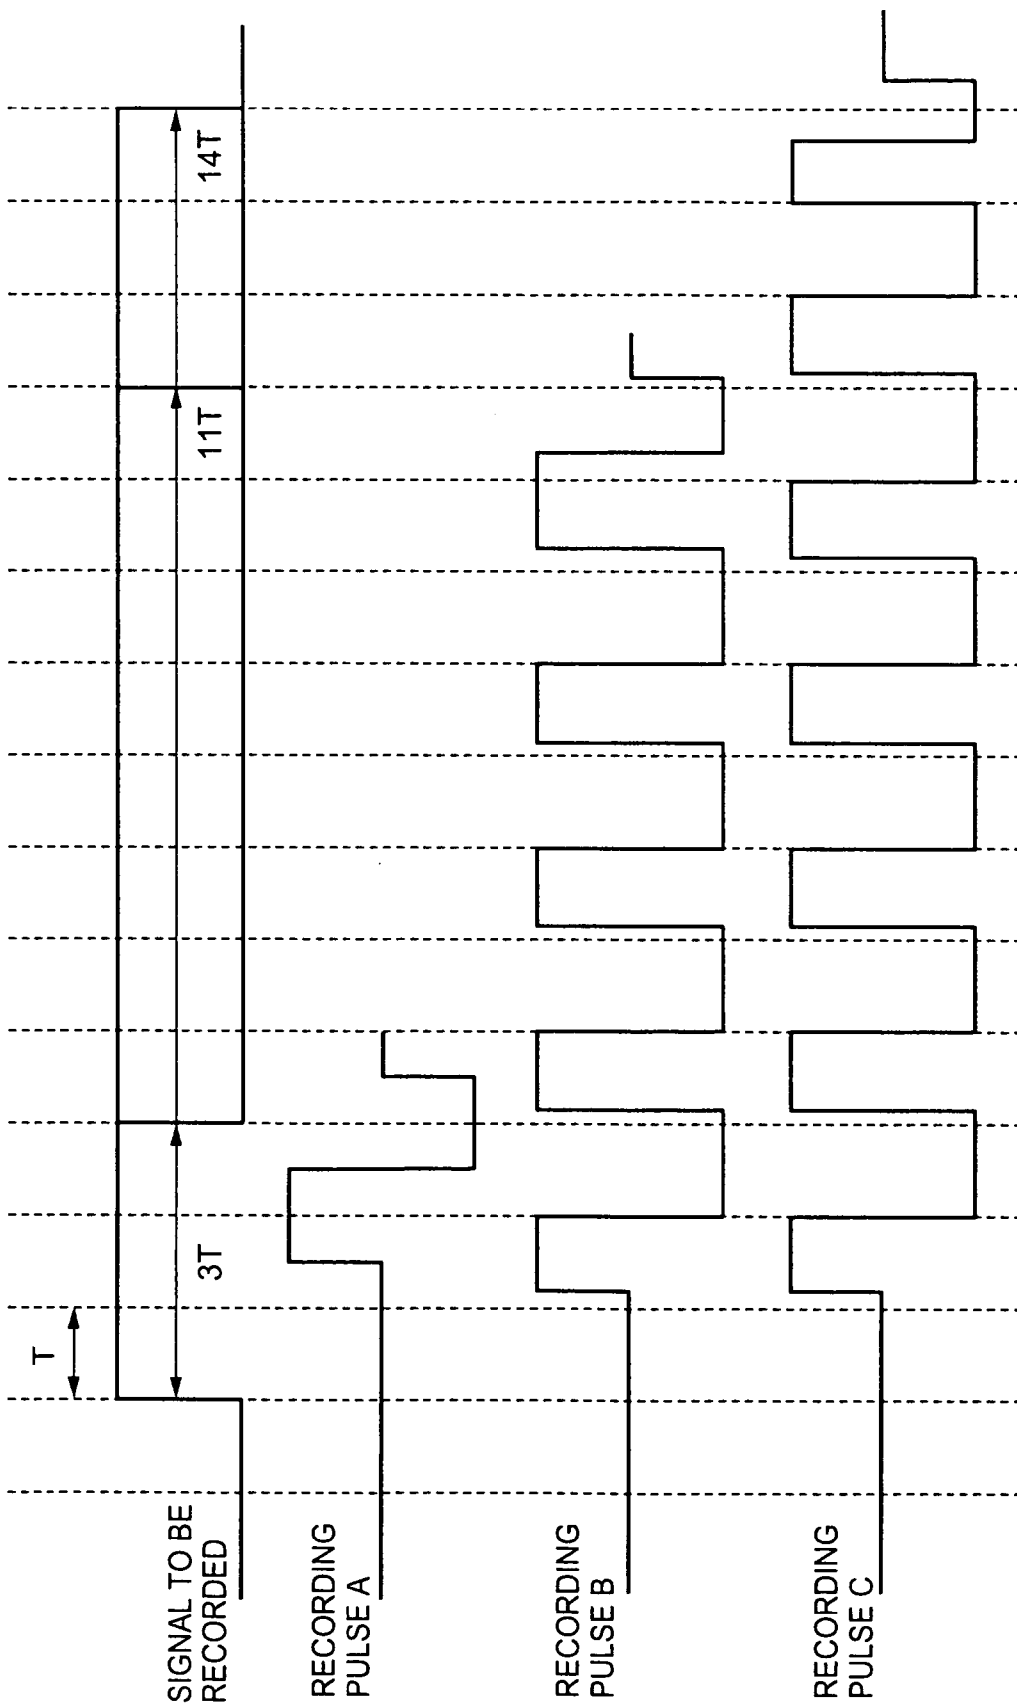 T
3T
11T
14T
SIGNAL TO BE
RECORDED
RECORDING
PULSE A
RECORDING
PULSE B
RECORDING
PULSE C